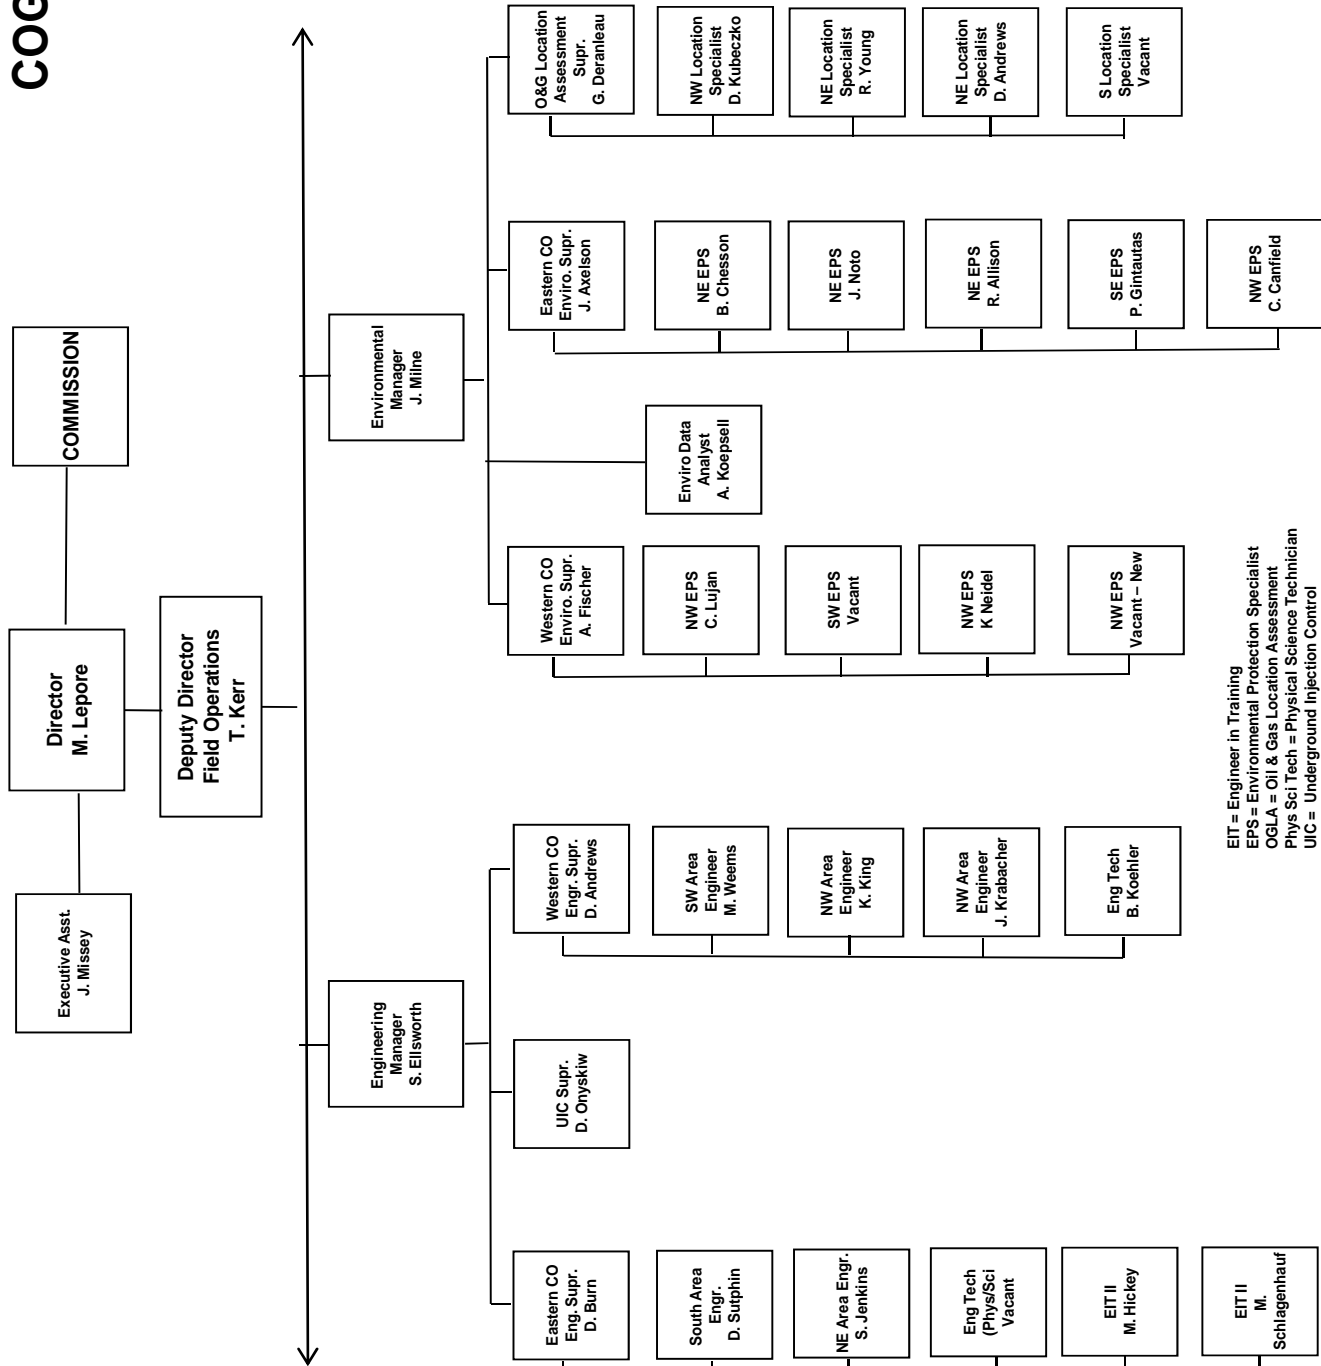 COG
COMMISSION
Director
M. Lepore
Executive Asst.
J. Missey
Deputy Director
Field Operations
T. Kerr
Engineering
Manager
S. Ellsworth
Environmental
Manager
J. Milne
Eastern CO
Eng. Supr.
D. Burn
South Area
Engr.
D. Sutphin
NE Area Engr.
S. Jenkins
Eng Tech
(Phys/Sci
Vacant
EIT II
M. Hickey
EIT II
M.
Schlagenhauf
UIC Supr.
D. Onyskiw
Western CO
Engr. Supr.
D. Andrews
SW Area
Engineer
M. Weems
NW Area
Engineer
K. King
NW Area
Engineer
J. Krabacher
Eng Tech
B. Koehler
Western CO
Enviro. Supr.
A. Fischer
NW EPS
C. Lujan
SW EPS
Vacant
NW EPS
K Neidel
NW EPS
Vacant – New
Enviro Data
Analyst
A. Koepsell
Eastern CO
Enviro. Supr.
J. Axelson
NE EPS
B. Chesson
NE EPS
J. Noto
NE EPS
R. Allison
SE EPS
P. Gintautas
NW EPS
C. Canfield
O&G Location
Assessment
Supr.
G. Deranleau
NW Location
Specialist
D. Kubeczko
NE Location
Specialist
R. Young
NE Location
Specialist
D. Andrews
S Location
Specialist
Vacant
EIT = Engineer in Training
EPS = Environmental Protection Specialist
OGLA = Oil & Gas Location Assessment
Phys Sci Tech = Physical Science Technician
UIC = Underground Injection Control